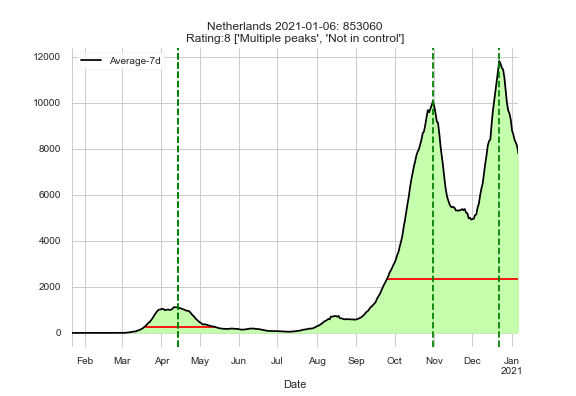 Netherlands 2021-01-06: 853060
Rating:8 ['Multiple peaks', 'Not in control']
Average-7d
12000
10000
8000
6000
4000
2000
0
Feb Mar Apr May Jun Jul Aug Sep Oct Nov Dec Jan
2021
Date